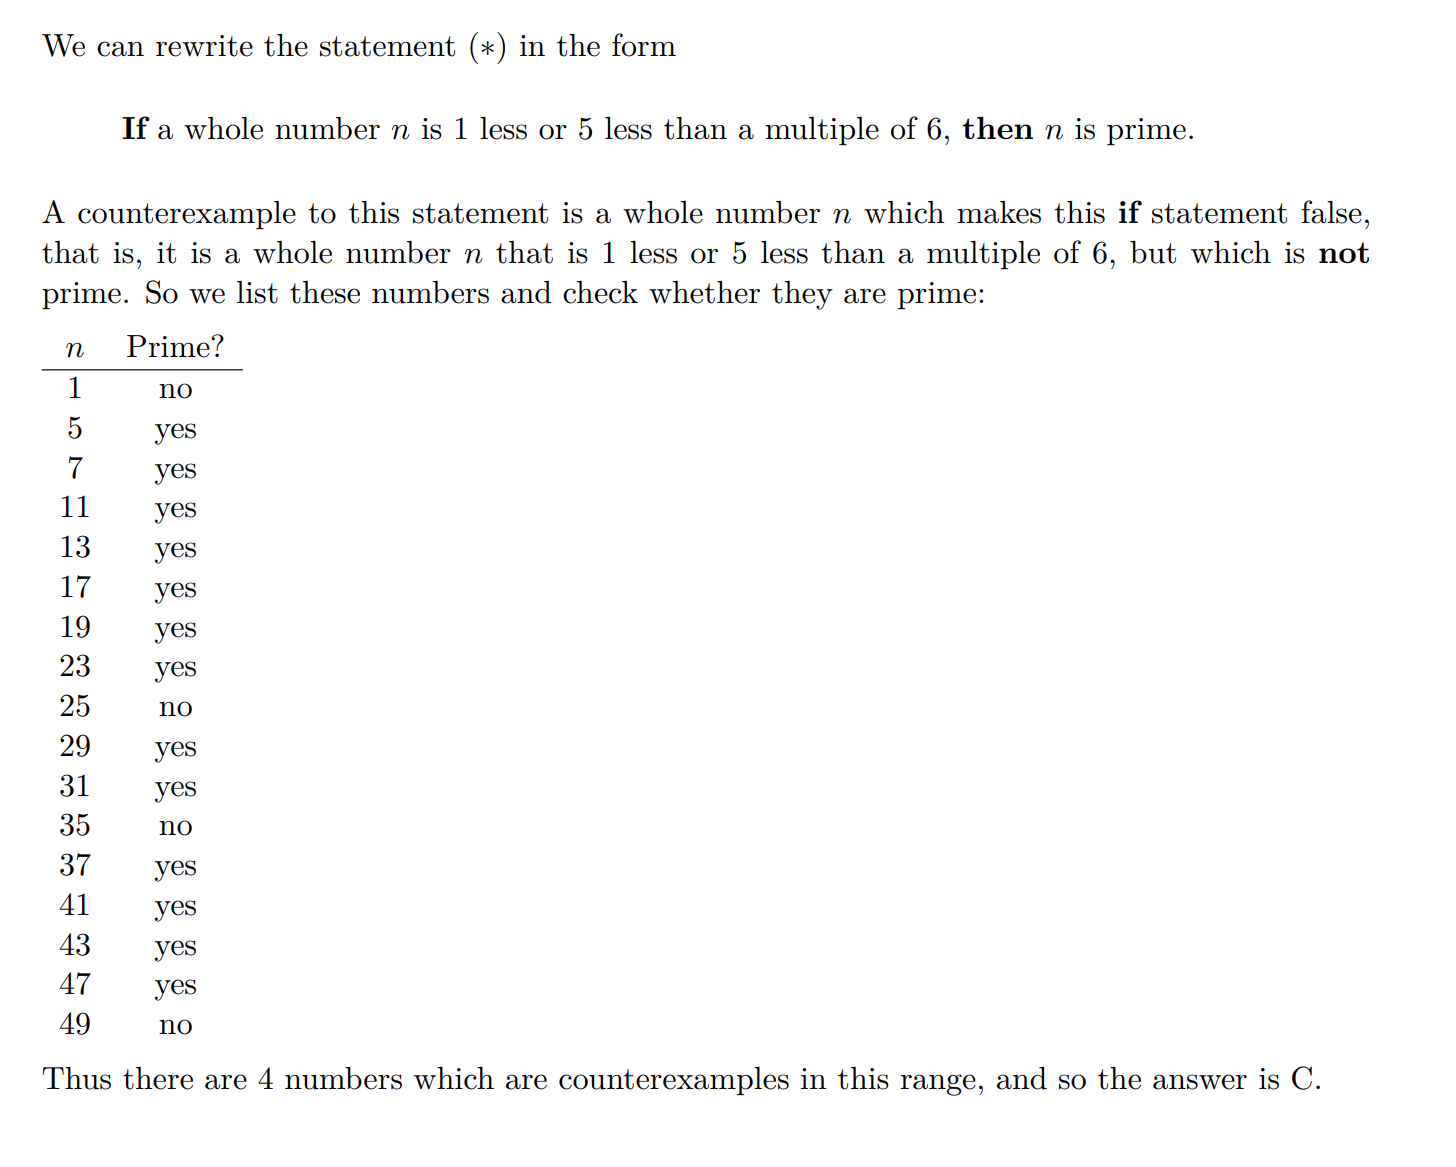 We can rewrite the statement (∗) in the form
If a whole number n is 1 less or 5 less than a multiple of 6, then n is prime.
A counterexample to this statement is a whole number n which makes this if statement false,
that is, it is a whole number n that is 1 less or 5 less than a multiple of 6, but which is not
prime. So we list these numbers and check whether they are prime:
n Prime?
1 no
5 yes
7 yes
11 yes
13 yes
17 yes
19 yes
23 yes
25 no
29 yes
31 yes
35 no
37 yes
41 yes
43 yes
47 yes
49 no
Thus there are 4 numbers which are counterexamples in this range, and so the answer is C.